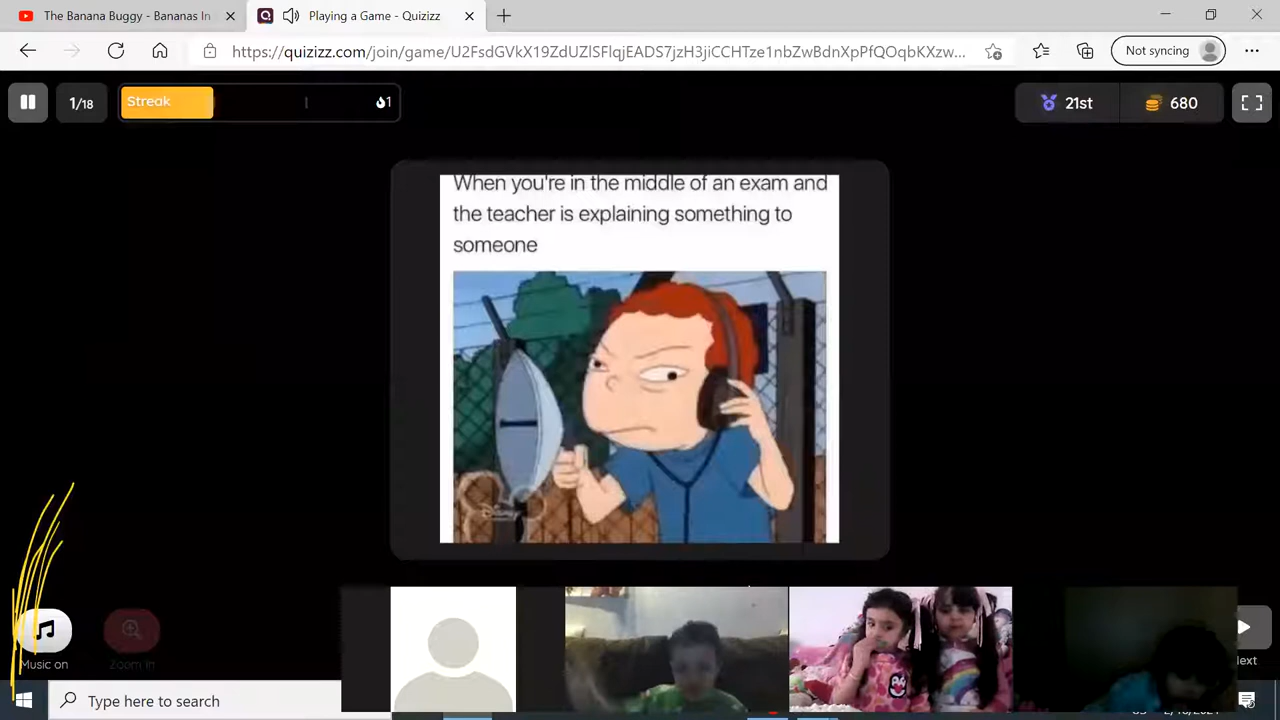 The Banana Buggy - Bananas In
Playing a Game - Quizizz
https://quizizz.com/join/game/U2FsdGVkX19ZdUZlSFlqjEADS7jzH3jiCCHTze1nbZwBdnXpPfQOqbKXzw...
Not syncing
1/18
Streak
1
21st
680
When you're in the middle of an exam and
the teacher is explaining something to
someone
Disney
Music on
Zoom in
Type here to search